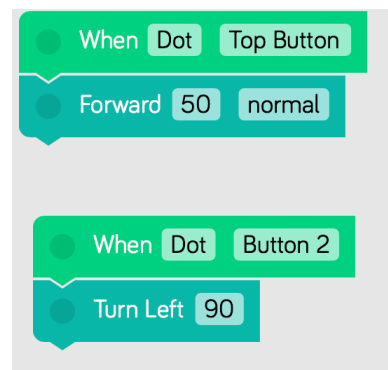 When Dot Top Button
Forward 50 normal
When Dot Button 2
Turn Left 90